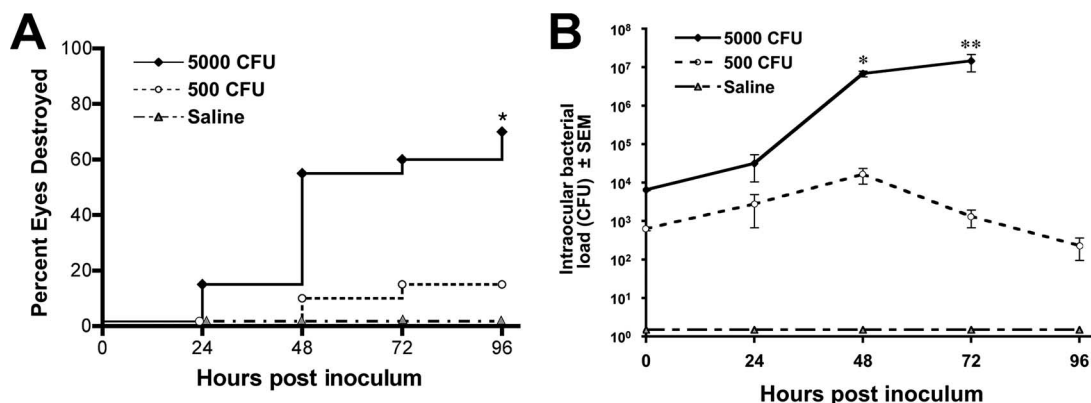 A
Percent Eyes Destroyed
100
80
60
40
20
0
5000 CFU
500 CFU
Saline
*
0 24 48 72 96
Hours post inoculum
B
Intraocular bacterial
load (CFU) ± SEM
10⁸
10⁷
10⁶
10⁵
10⁴
10³
10²
10¹
10⁰
5000 CFU
500 CFU
Saline
*
**
0 24 48 72 96
Hours post inoculum